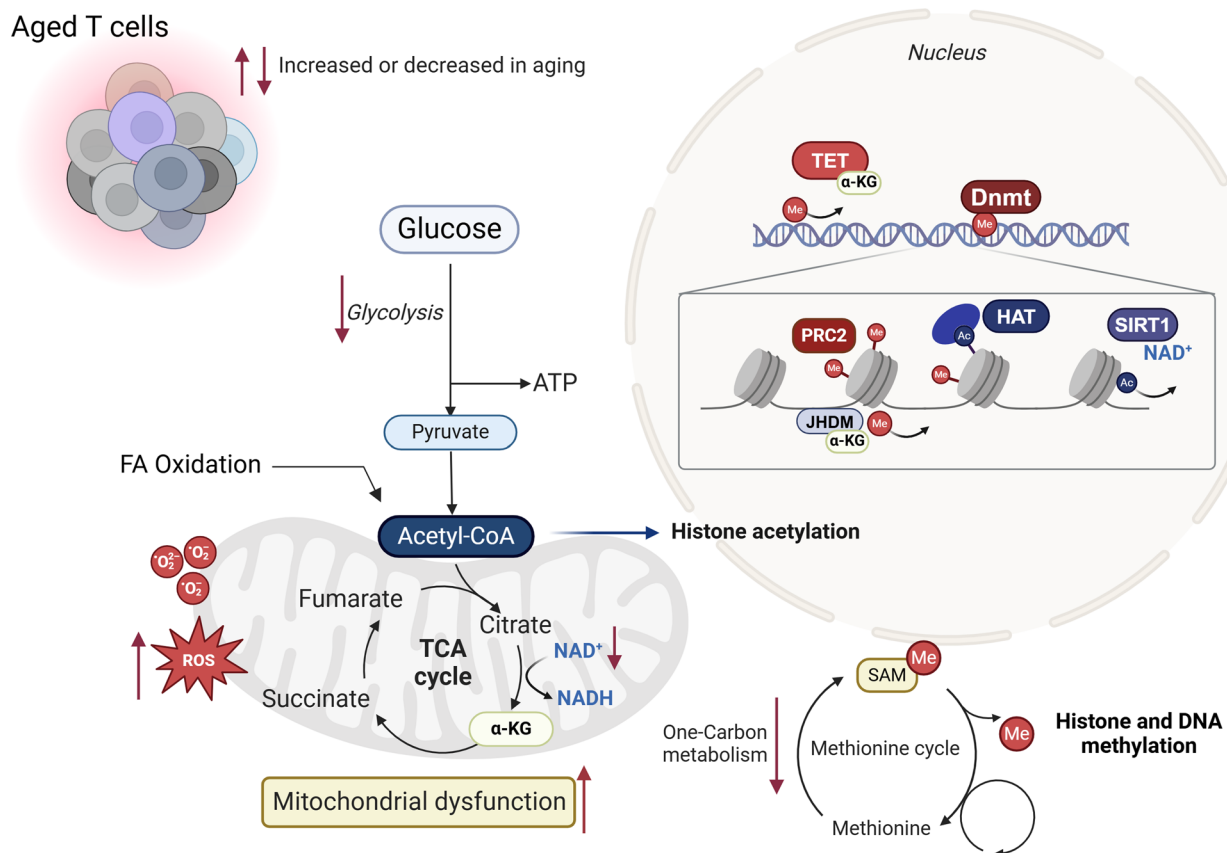 Aged T cells
Increased or decreased in aging
Nucleus
TET
α-KG
Me
Dnmt
Me
Glucose
Glycolysis
ATP
Pyruvate
FA Oxidation
Acetyl-CoA
Histone acetylation
PRC2
Me
Me
HAT
Ac
Me
SIRT1
NAD⁺
Ac
JHDM
α-KG
Me
•O₂²⁻
•O₂⁻
•O₂⁻
ROS
Fumarate
Citrate
TCA
cycle
NAD⁺
NADH
Succinate
α-KG
Mitochondrial dysfunction
SAM
Me
One-Carbon
metabolism
Methionine cycle
Me
Histone and DNA
methylation
Methionine